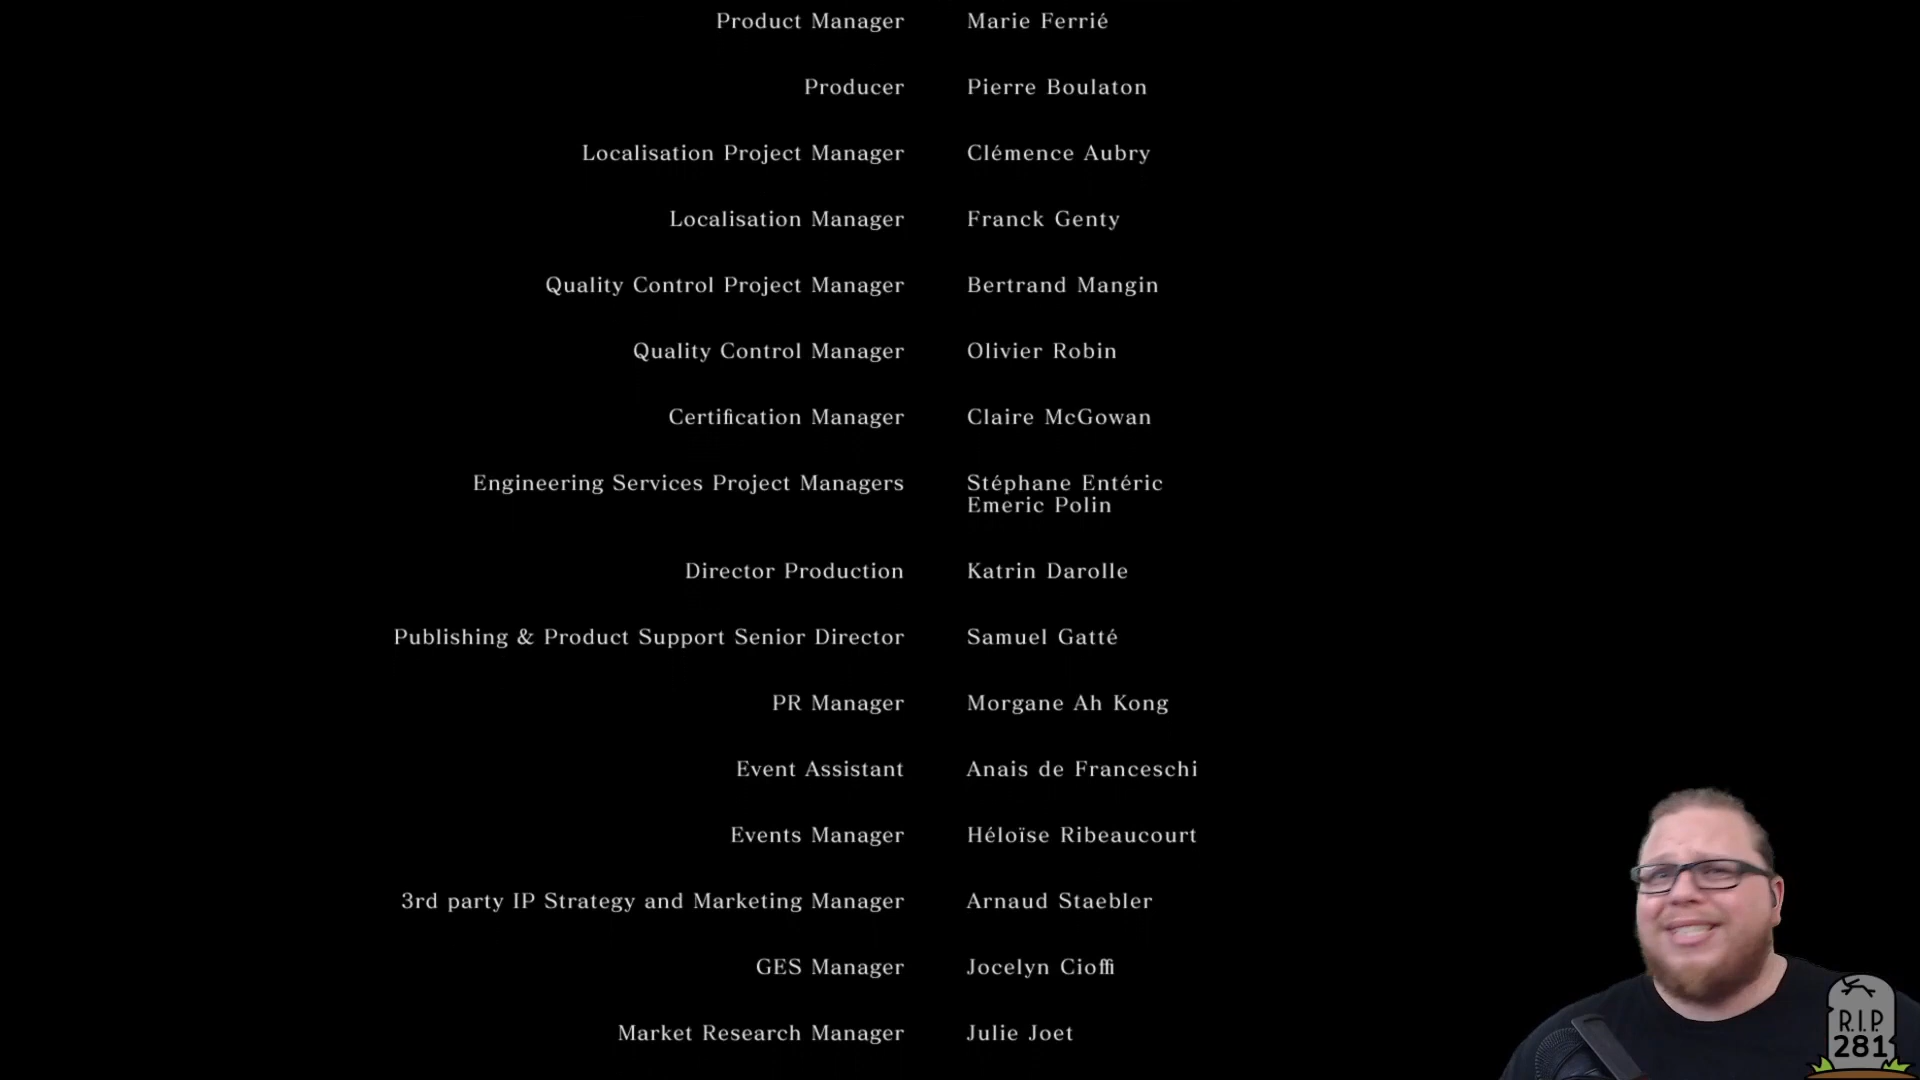 Product Manager Marie Ferrié
Producer Pierre Boulaton
Localisation Project Manager Clémence Aubry
Localisation Manager Franck Genty
Quality Control Project Manager Bertrand Mangin
Quality Control Manager Olivier Robin
Certification Manager Claire McGowan
Engineering Services Project Managers Stéphane Entéric
Emeric Polin
Director Production Katrin Darolle
Publishing & Product Support Senior Director Samuel Gatté
PR Manager Morgane Ah Kong
Event Assistant Anais de Franceschi
Events Manager Héloïse Ribeaucourt
3rd party IP Strategy and Marketing Manager Arnaud Staebler
GES Manager Jocelyn Cioffi
Market Research Manager Julie Joet
R.I.P.
281